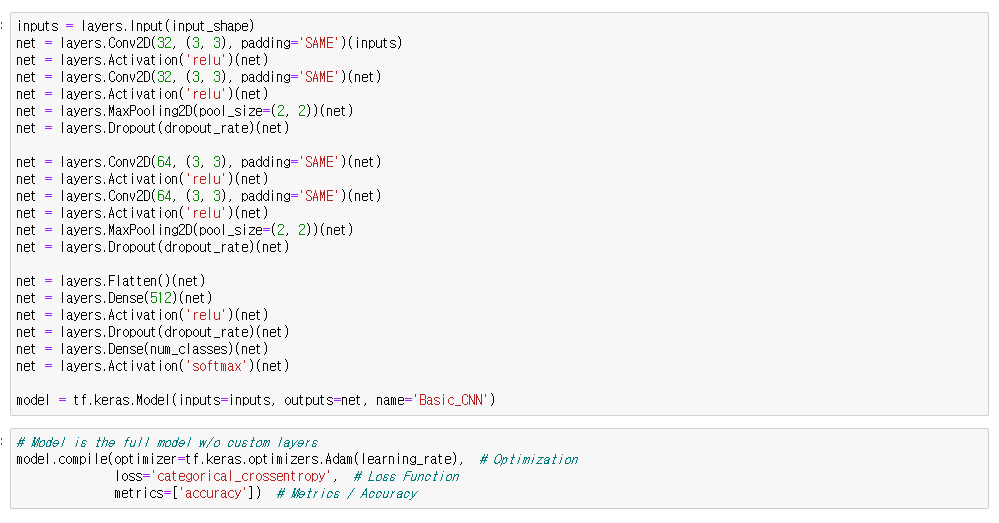 :
inputs = layers.Input(input_shape)
net = layers.Conv2D(32, (3, 3), padding='SAME')(inputs)
net = layers.Activation('relu')(net)
net = layers.Conv2D(32, (3, 3), padding='SAME')(net)
net = layers.Activation('relu')(net)
net = layers.MaxPooling2D(pool_size=(2, 2))(net)
net = layers.Dropout(dropout_rate)(net)

net = layers.Conv2D(64, (3, 3), padding='SAME')(net)
net = layers.Activation('relu')(net)
net = layers.Conv2D(64, (3, 3), padding='SAME')(net)
net = layers.Activation('relu')(net)
net = layers.MaxPooling2D(pool_size=(2, 2))(net)
net = layers.Dropout(dropout_rate)(net)

net = layers.Flatten()(net)
net = layers.Dense(512)(net)
net = layers.Activation('relu')(net)
net = layers.Dropout(dropout_rate)(net)
net = layers.Dense(num_classes)(net)
net = layers.Activation('softmax')(net)

model = tf.keras.Model(inputs=inputs, outputs=net, name='Basic_CNN')
:
# Model is the full model w/o custom layers
model.compile(optimizer=tf.keras.optimizers.Adam(learning_rate),  # Optimization
              loss='categorical_crossentropy',  # Loss Function
              metrics=['accuracy'])  # Metrics / Accuracy